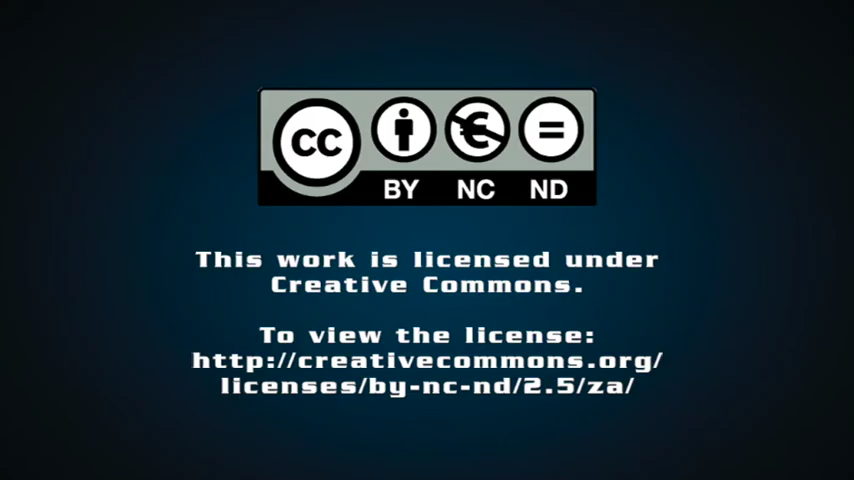 CC
BY NC ND
This work is licensed under
Creative Commons.
To view the license:
http://creativecommons.org/
licenses/by-nc-nd/2.5/za/